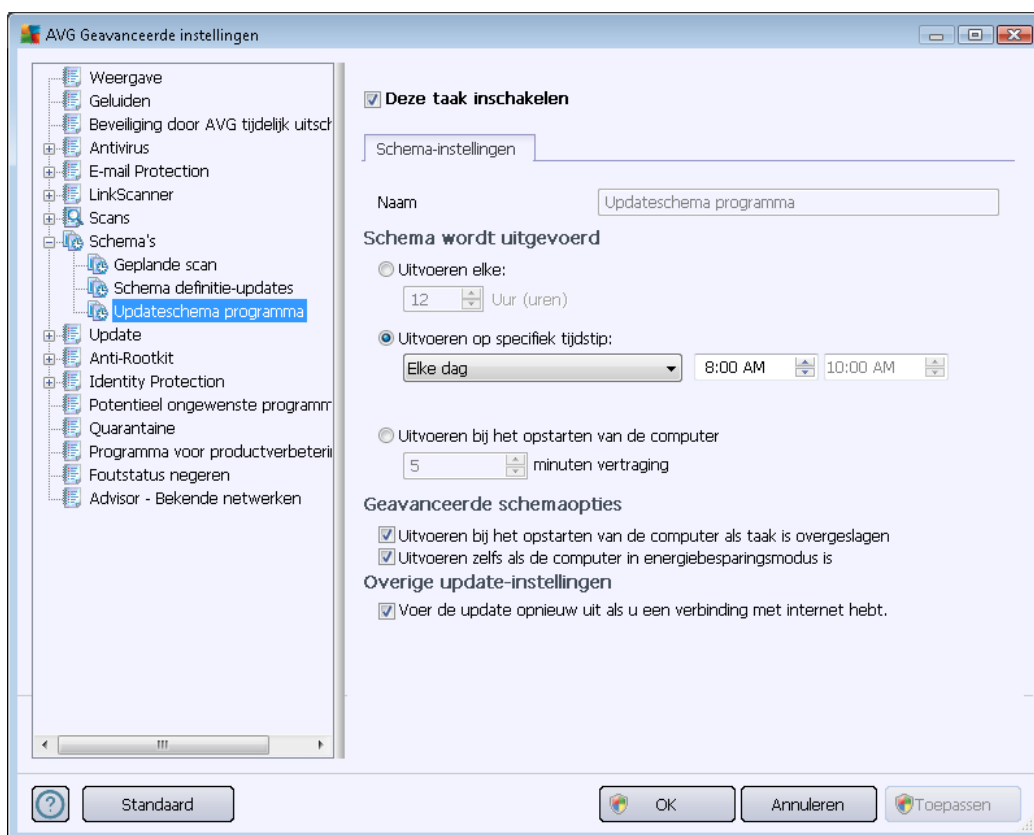 AVG Geavanceerde instellingen
Weergave
Geluiden
Beveiliging door AVG tijdelijk uitsch
Antivirus
E-mail Protection
LinkScanner
Scans
Schema's
Geplande scan
Schema definitie-updates
Updateschema programma
Update
Anti-Rootkit
Identity Protection
Potentieel ongewenste programm
Quarantaine
Programma voor productverbeteri
Foutstatus negeren
Advisor - Bekende netwerken
Deze taak inschakelen
Schema-instellingen
Naam Updateschema programma
Schema wordt uitgevoerd
Uitvoeren elke:
12 Uur (uren)
Uitvoeren op specifiek tijdstip:
Elke dag 8:00 AM 10:00 AM
Uitvoeren bij het opstarten van de computer
5 minuten vertraging
Geavanceerde schemaopties
Uitvoeren bij het opstarten van de computer als taak is overgeslagen
Uitvoeren zelfs als de computer in energiebesparingsmodus is
Overige update-instellingen
Voer de update opnieuw uit als u een verbinding met internet hebt.
Standaard OK Annuleren Toepassen